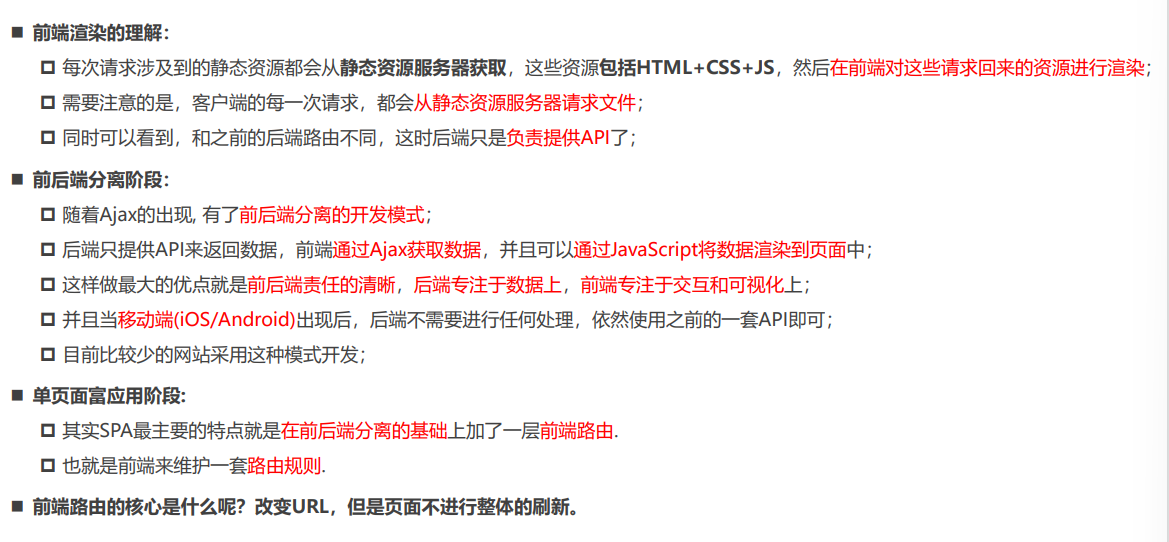 前端渲染的理解：
每次请求涉及到的静态资源都会从静态资源服务器获取，这些资源包括HTML+CSS+JS，然后在前端对这些请求回来的资源进行渲染；
需要注意的是，客户端的每一次请求，都会从静态资源服务器请求文件；
同时可以看到，和之前的后端路由不同，这时后端只是负责提供API了；
前后端分离阶段：
随着Ajax的出现, 有了前后端分离的开发模式；
后端只提供API来返回数据，前端通过Ajax获取数据，并且可以通过JavaScript将数据渲染到页面中；
这样做最大的优点就是前后端责任的清晰，后端专注于数据上，前端专注于交互和可视化上；
并且当移动端(iOS/Android)出现后，后端不需要进行任何处理，依然使用之前的一套API即可；
目前比较少的网站采用这种模式开发；
单页面富应用阶段:
其实SPA最主要的特点就是在前后端分离的基础上加了一层前端路由.
也就是前端来维护一套路由规则.
前端路由的核心是什么呢？改变URL，但是页面不进行整体的刷新。